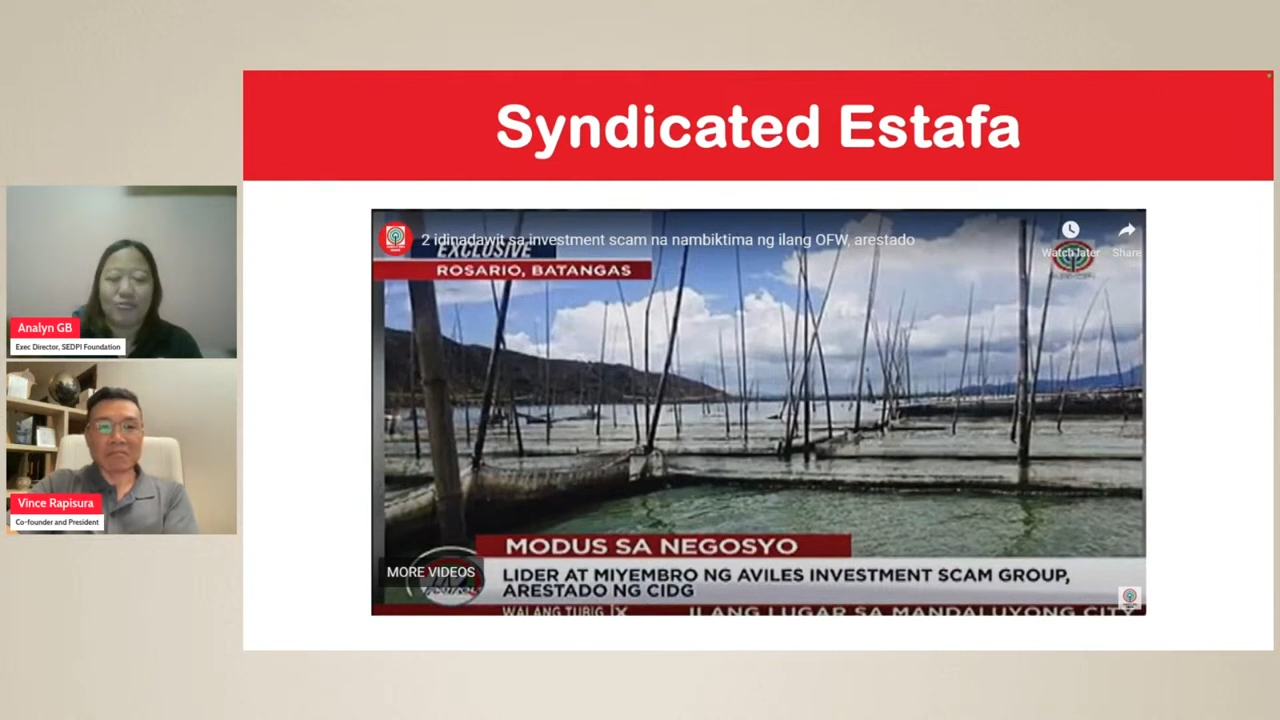 Syndicated Estafa
2 idinadawit sa investment scam na nambiktima ng ilang OFW, arestado
Watch later
Share
EXCLUSIVE
ROSARIO, BATANGAS
Analyn GB
Exec Director, SEDPI Foundation
Vince Rapisura
Co-founder and President
MODUS SA NEGOSYO
MORE VIDEOS
LIDER AT MIYEMBRO NG AVILES INVESTMENT SCAM GROUP,
ARESTADO NG CIDG
WALANG TUBIG
ILANG LUGAR SA MANDALUYONG CITY